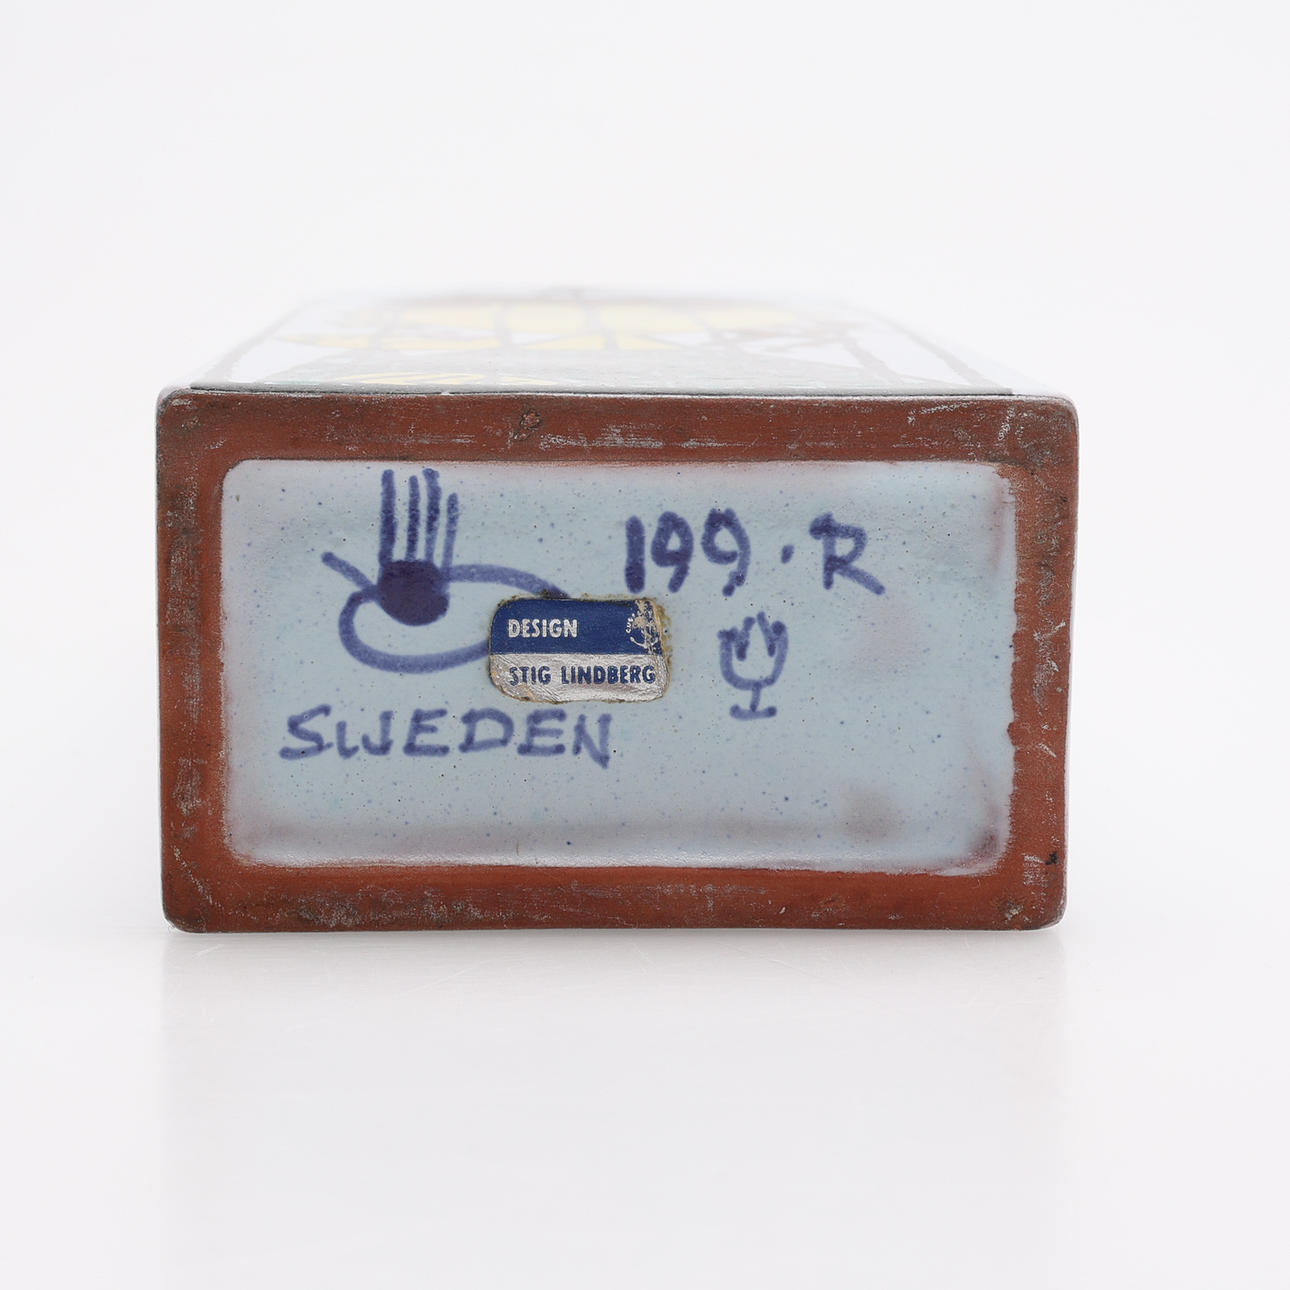 199·R
DESIGN
STIG LINDBERG
SWEDEN